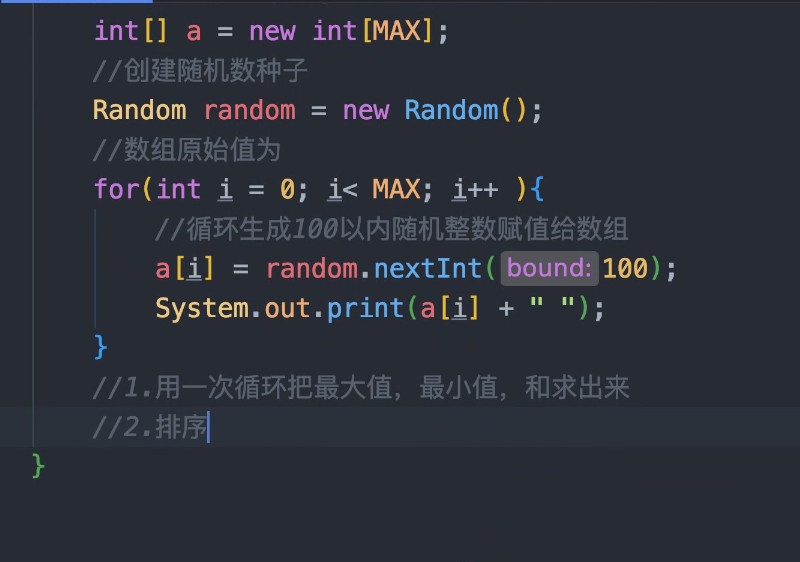 int[] a = new int[MAX];
//创建随机数种子
Random random = new Random();
//数组原始值为
for(int i = 0; i< MAX; i++ ){
//循环生成100以内随机整数赋值给数组
a[i] = random.nextInt( bound: 100);
System.out.print(a[i] + " ");
}
//1.用一次循环把最大值，最小值，和求出来
//2.排序
}